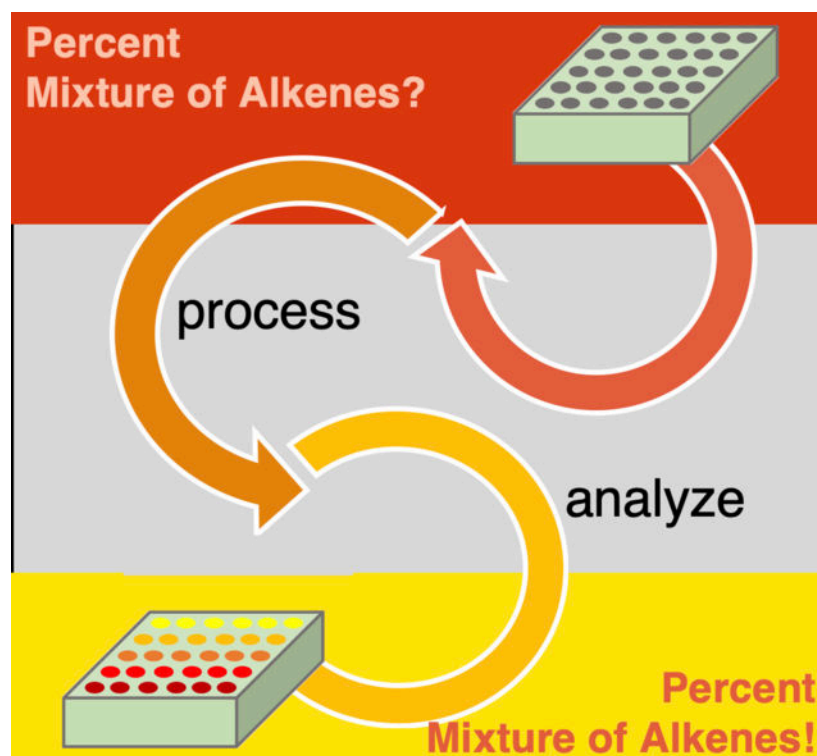 Percent
Mixture of Alkenes?
process
analyze
Percent
Mixture of Alkenes!